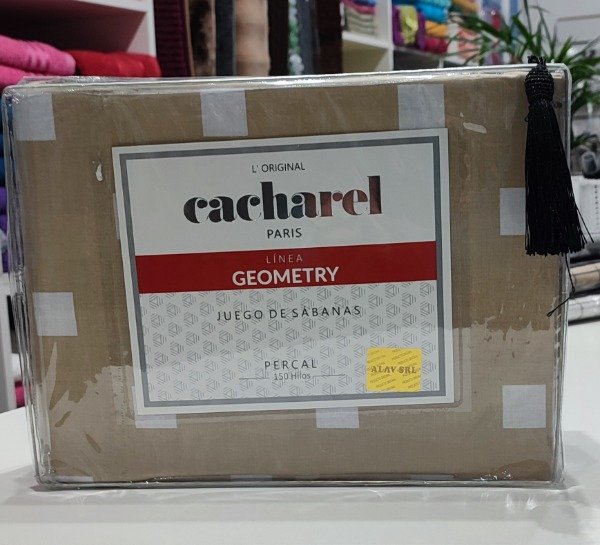 L' ORIGINAL
cacharel
PARIS
LÍNEA
GEOMETRY
JUEGO DE SÁBANAS
PERCAL
150 Hilos
ALAV SRL